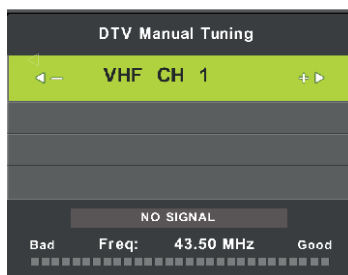 DTV Manual Tuning
− VHF CH 1 +
NO SIGNAL
Bad Freq: 43.50 MHz Good